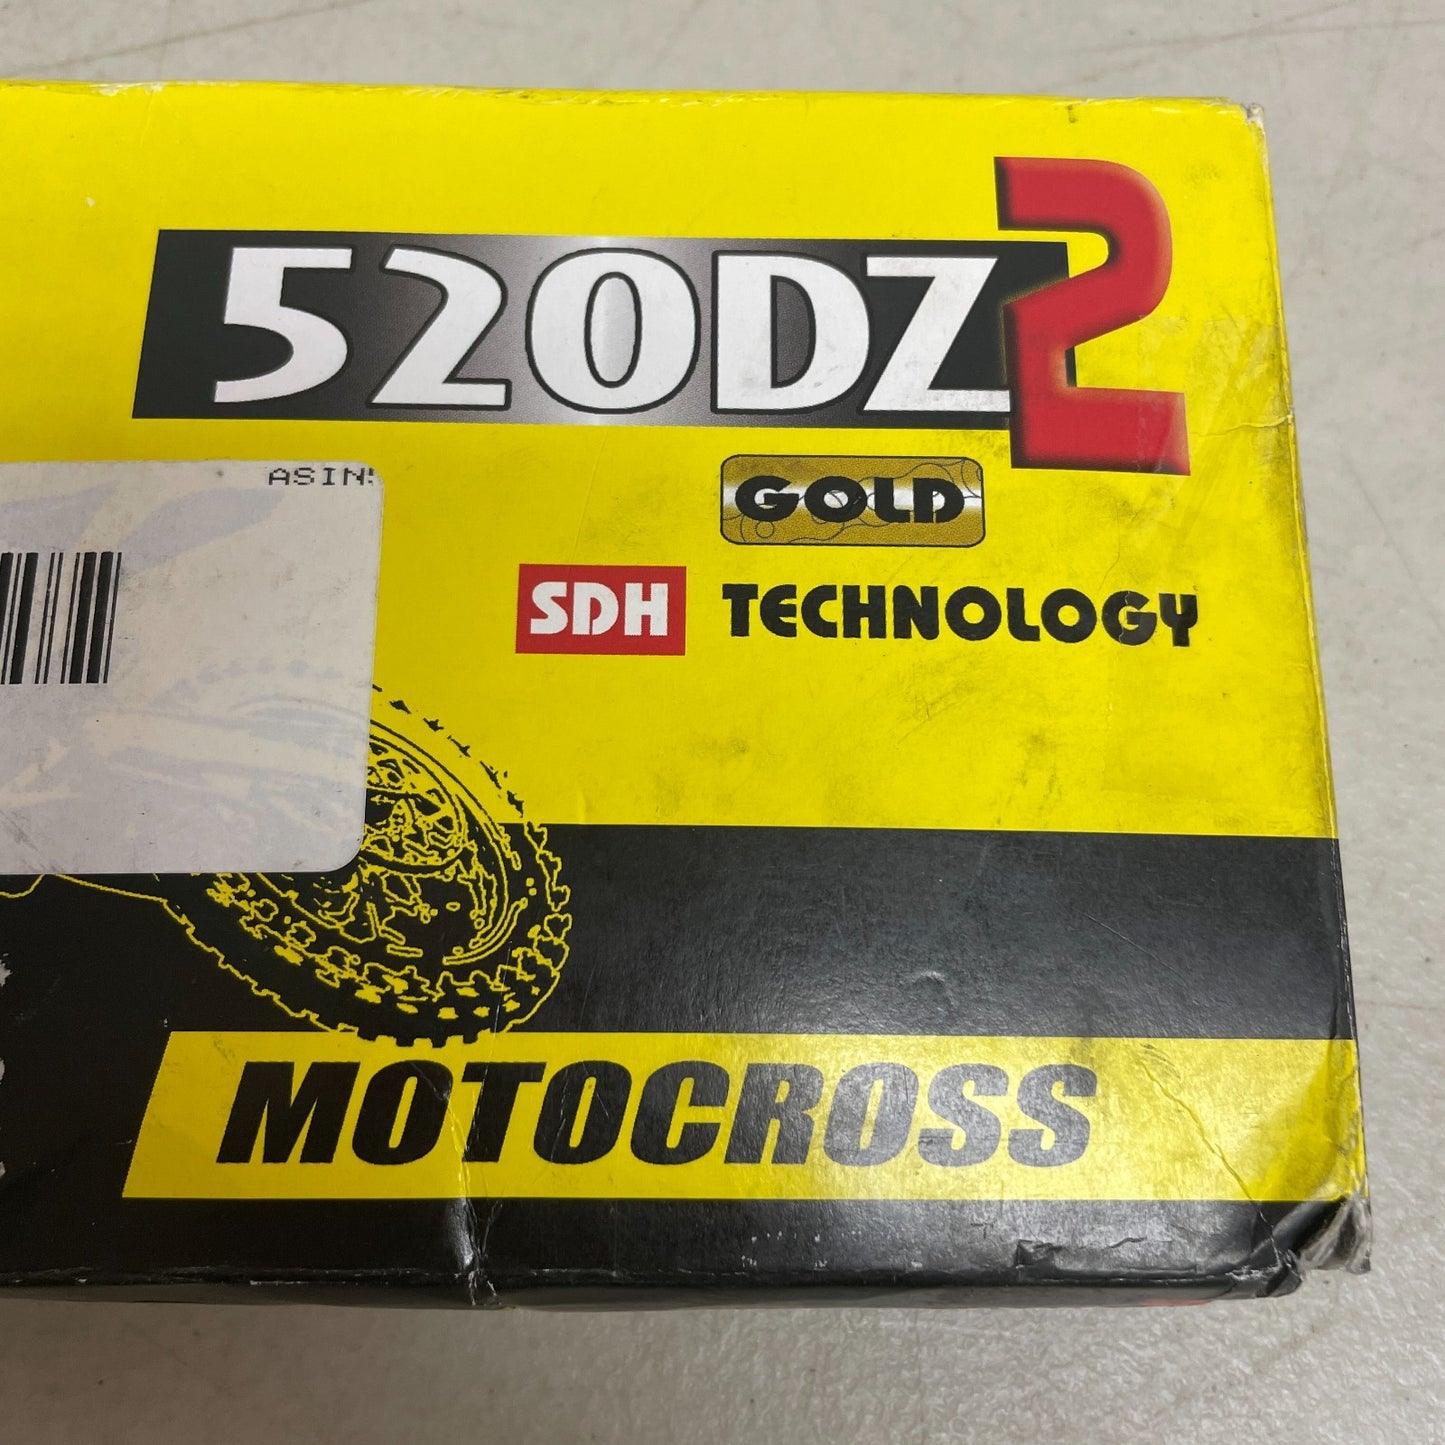 520DZ2
GOLD
ASIN
SDH TECHNOLOGY
MOTOCROSS